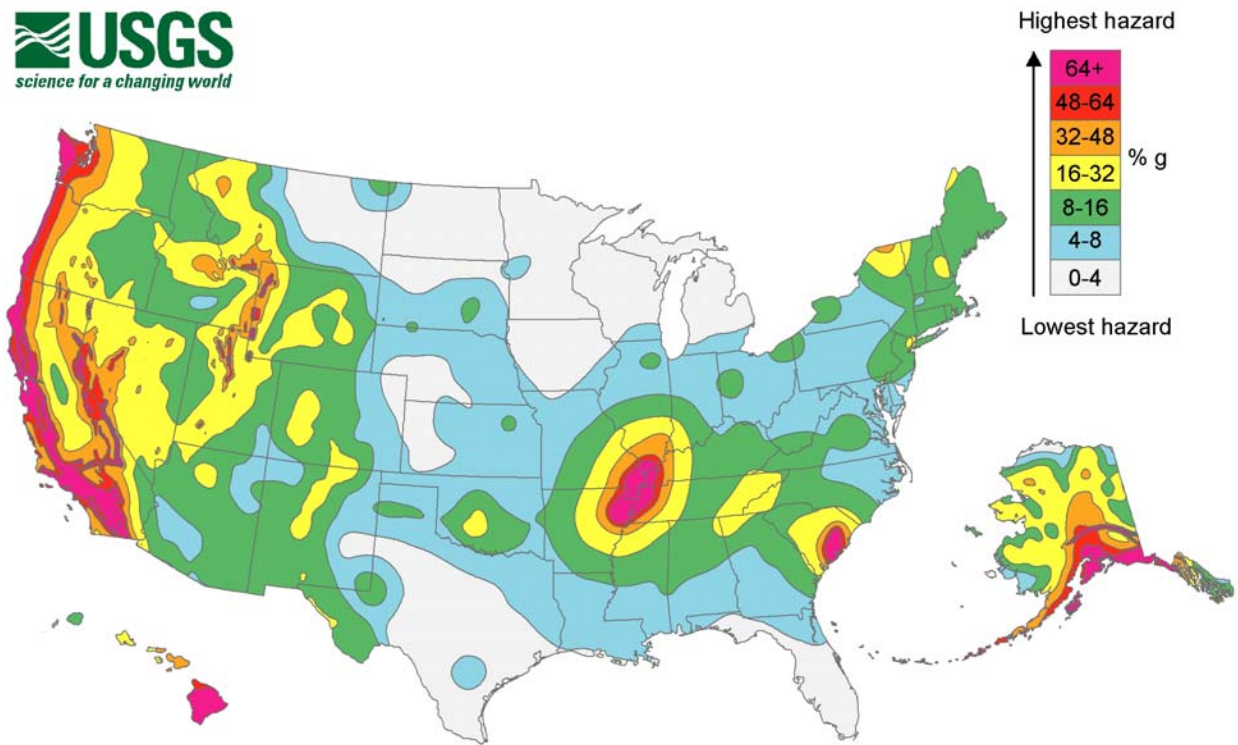 USGS
science for a changing world
Highest hazard
64+
48-64
32-48
16-32
% g
8-16
4-8
0-4
Lowest hazard